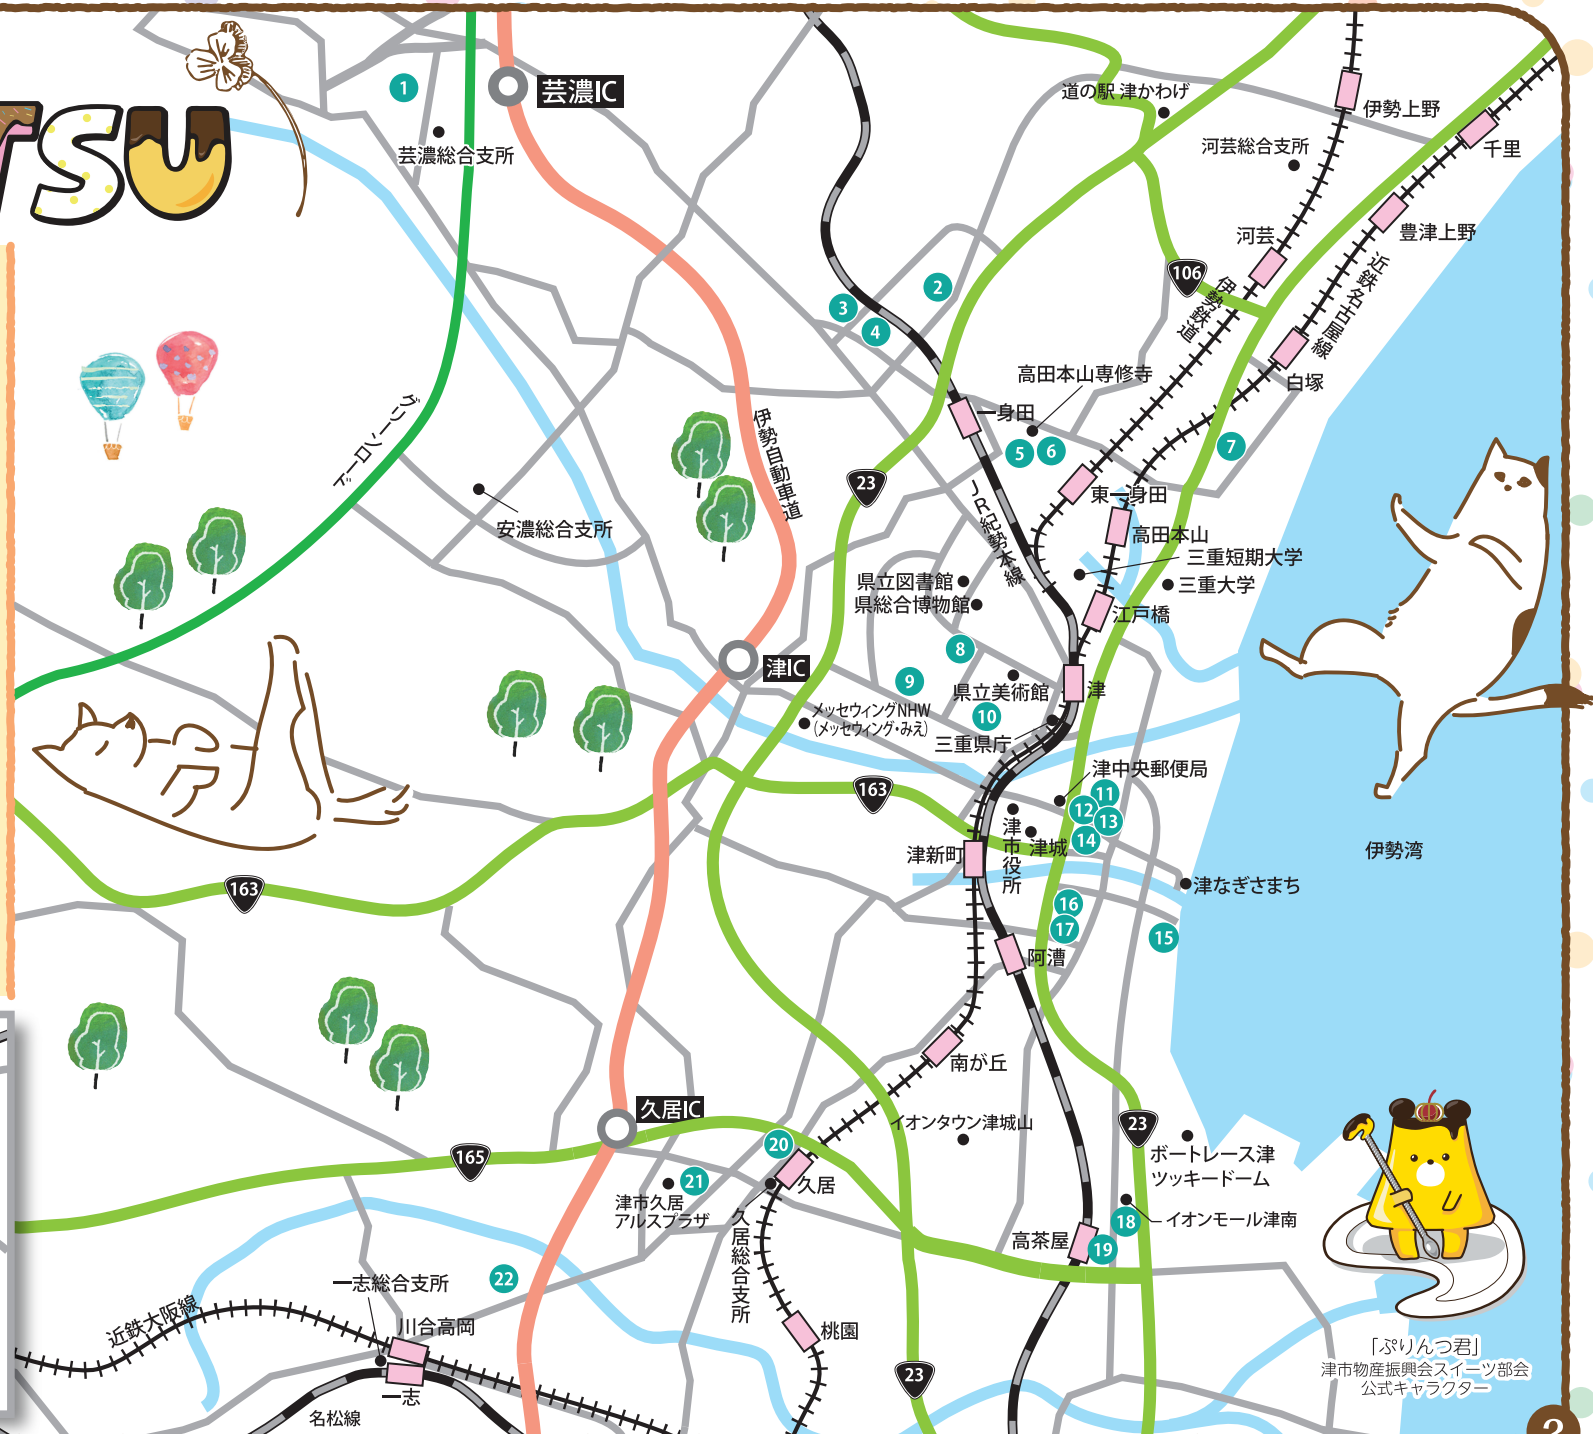 TSU
1
芸濃IC
芸濃総合支所
道の駅 津かわげ
伊勢上野
河芸総合支所
千里
豊津上野
河芸
106
伊勢鉄道
近鉄名古屋線
2
3
4
白塚
高田本山専修寺
一身田
5
6
7
グリーンロード
伊勢自動車道
23
JR紀勢本線
東一身田
高田本山
安濃総合支所
三重短期大学
三重大学
県立図書館
県総合博物館
江戸橋
8
津IC
9
県立美術館
津
10
メッセウィングNHW
(メッセウィング・みえ)
三重県庁
津中央郵便局
163
11
12
13
14
津市役所
津城
津新町
伊勢湾
163
津なぎさまち
16
17
15
阿漕
南が丘
久居IC
イオンタウン津城山
23
ボートレース津
ツッキードーム
165
20
21
久居
津市久居
アルスプラザ
久居総合支所
18
イオンモール津南
高茶屋
19
22
一志総合支所
近鉄大阪線
川合高岡
一志
名松線
桃園
23
「ぷりんつ君」
津市物産振興会スイーツ部会
公式キャラクター
2